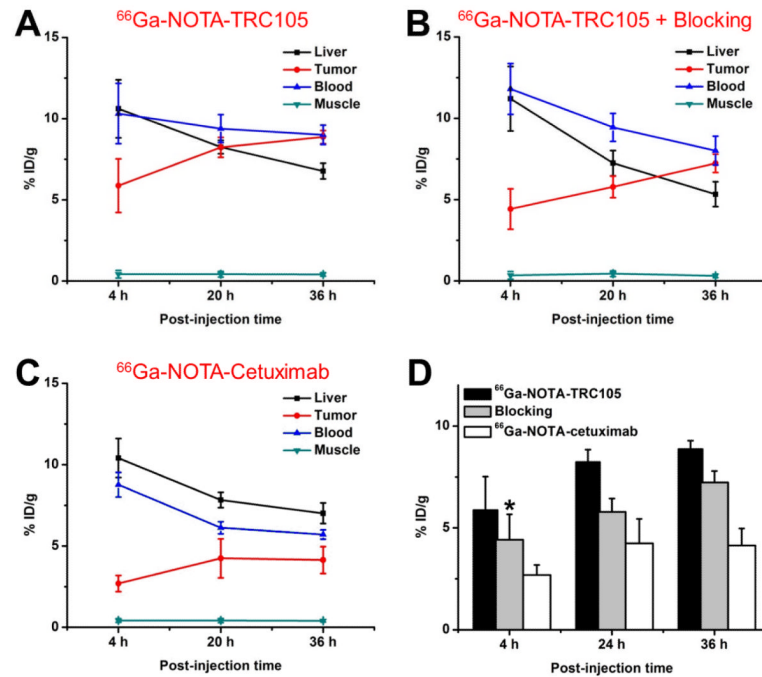 A
⁶⁶Ga-NOTA-TRC105
15
10
5
0
% ID/g
Liver
Tumor
Blood
Muscle
4 h
20 h
36 h
Post-injection time
B
⁶⁶Ga-NOTA-TRC105 + Blocking
15
10
5
0
% ID/g
Liver
Tumor
Blood
Muscle
4 h
20 h
36 h
Post-injection time
C
⁶⁶Ga-NOTA-Cetuximab
15
10
5
0
% ID/g
Liver
Tumor
Blood
Muscle
4 h
20 h
36 h
Post-injection time
D
⁶⁶Ga-NOTA-TRC105
Blocking
⁶⁶Ga-NOTA-cetuximab
10
5
0
% ID/g
*
4 h
24 h
36 h
Post-injection time